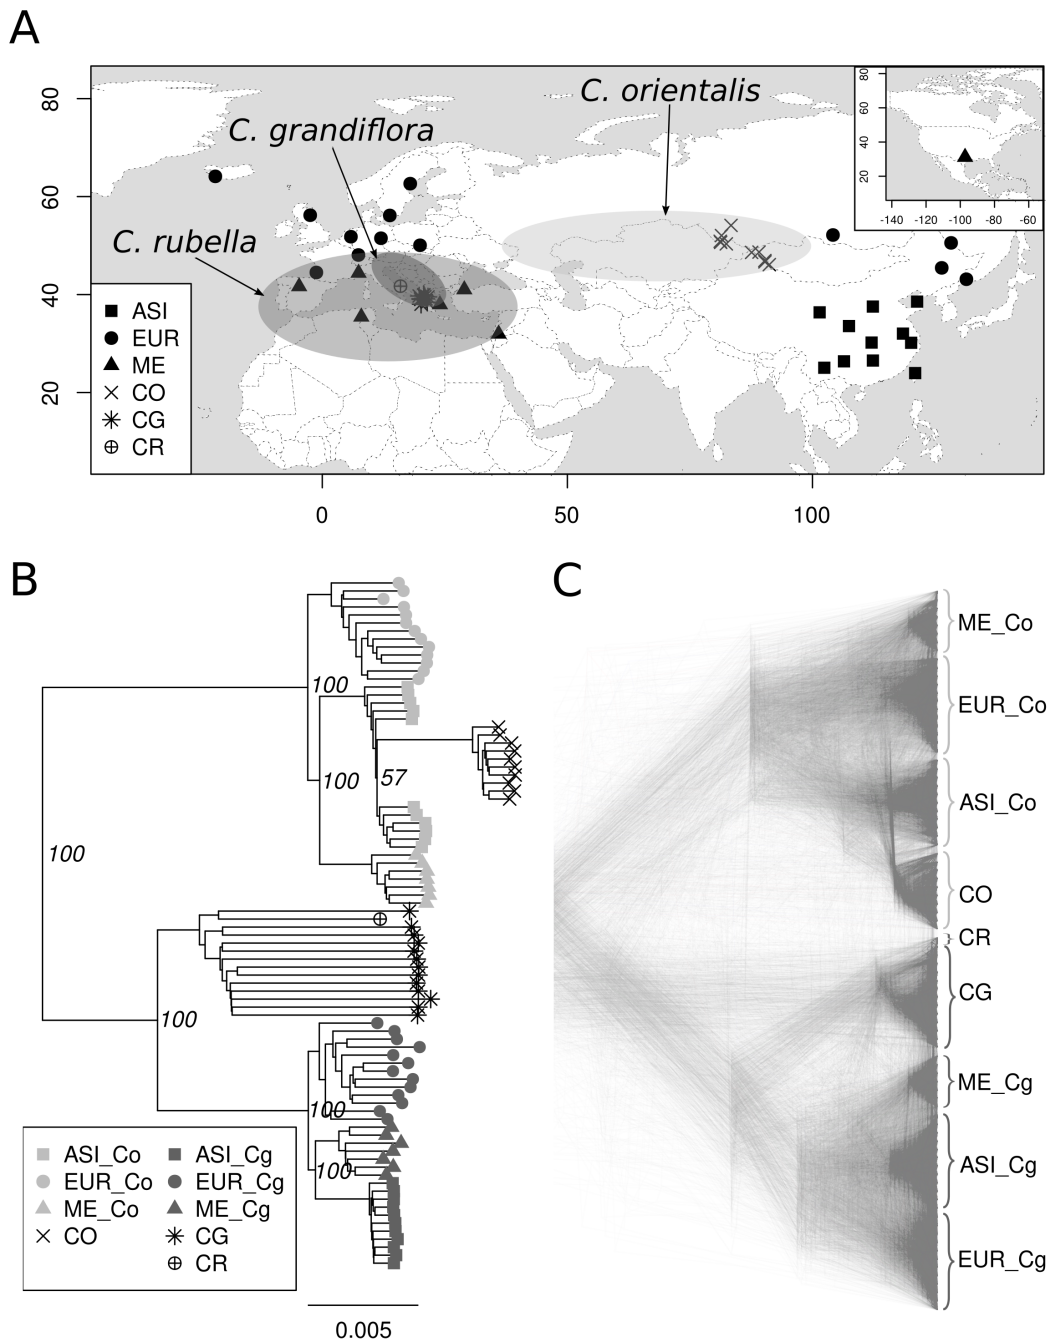 A
C. orientalis
C. grandiflora
C. rubella
80
60
40
20
0
50
100
80
60
40
20
-140
-120
-100
-80
-60
ASI
EUR
ME
CO
CG
CR
B
100
100
57
100
100
100
100
ASI_Co
ASI_Cg
EUR_Co
EUR_Cg
ME_Co
ME_Cg
CO
CG
CR
0.005
C
ME_Co
EUR_Co
ASI_Co
CO
CR
CG
ME_Cg
ASI_Cg
EUR_Cg